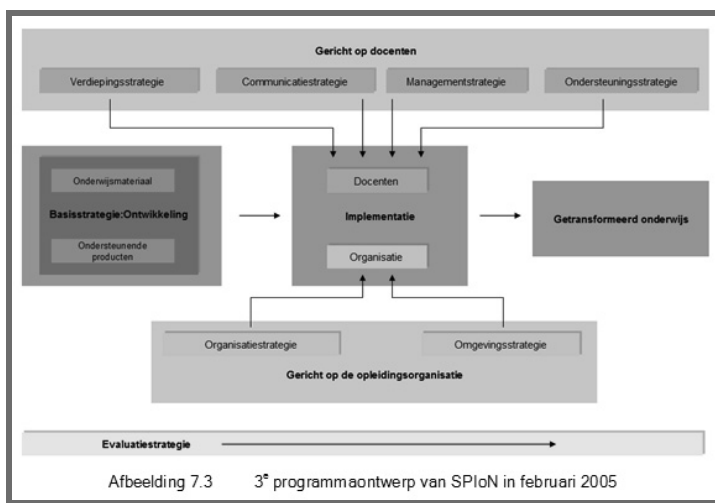 Gericht op docenten
Verdiepingsstrategie Communicatiestrategie Managementstrategie Ondersteuningsstrategie
Onderwijsmateriaal
Basisstrategie:Ontwikkeling
Ondersteunende
producten
Docenten
Implementatie
Organisatie
Getransformeerd onderwijs
Organisatiestrategie Omgevingsstrategie
Gericht op de opleidingsorganisatie
Evaluatiestrategie
Afbeelding 7.3 3e programmaontwerp van SPIoN in februari 2005